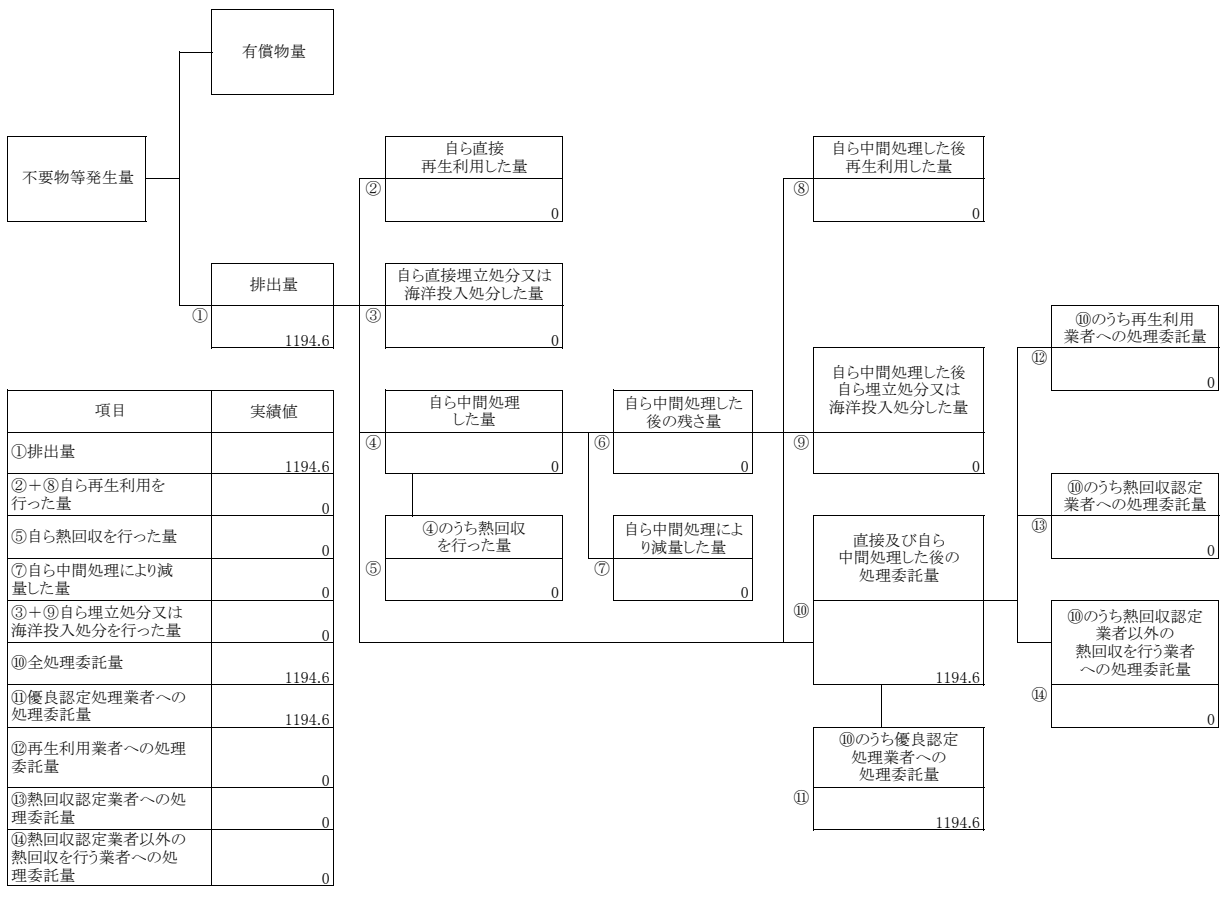 有償物量
不要物等発生量
自ら直接
再生利用した量
②
0
自ら中間処理した後
再生利用した量
⑧
0
排出量
①
1194.6
自ら直接埋立処分又は
海洋投入処分した量
③
0
⑩のうち再生利用
業者への処理委託量
⑫
0
自ら中間処理
した量
④
0
自ら中間処理した
後の残さ量
⑥
0
自ら中間処理した後
自ら埋立処分又は
海洋投入処分した量
⑨
0
④のうち熱回収
を行った量
⑤
0
自ら中間処理によ
り減量した量
⑦
0
直接及び自ら
中間処理した後の
処理委託量
⑩
1194.6
⑩のうち熱回収認定
業者への処理委託量
⑬
0
⑩のうち熱回収認定
業者以外の
熱回収を行う業者
への処理委託量
⑭
0
⑩のうち優良認定
処理業者への
処理委託量
⑪
1194.6
項目 実績値
①排出量
1194.6
②＋⑧自ら再生利用を
行った量
0
⑤自ら熱回収を行った量
0
⑦自ら中間処理により減
量した量
0
③＋⑨自ら埋立処分又は
海洋投入処分を行った量
0
⑩全処理委託量
1194.6
⑪優良認定処理業者への
処理委託量
1194.6
⑫再生利用業者への処理
委託量
0
⑬熱回収認定業者への処
理委託量
0
⑭熱回収認定業者以外の
熱回収を行う業者への処
理委託量
0